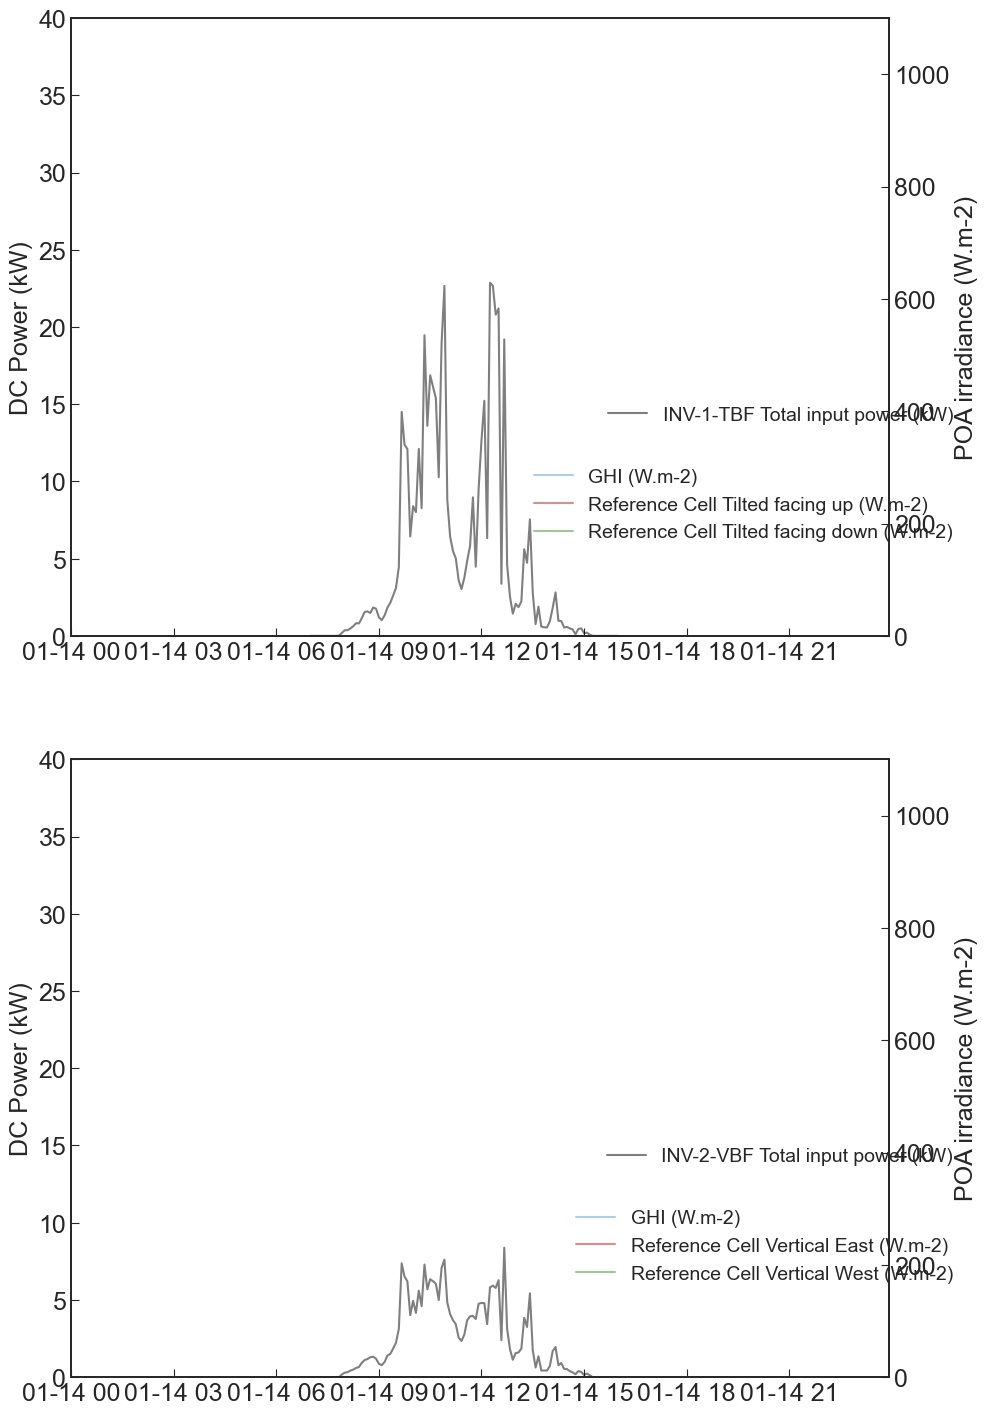 40
35
30
25
20
15
10
5
0
DC Power (kW)
1000
800
600
400
200
0
POA irradiance (W.m-2)
INV-1-TBF Total input power (kW)
GHI (W.m-2)
Reference Cell Tilted facing up (W.m-2)
Reference Cell Tilted facing down (W.m-2)
01-14 00 01-14 03 01-14 06 01-14 09 01-14 12 01-14 15 01-14 18 01-14 21
40
35
30
25
20
15
10
5
0
DC Power (kW)
1000
800
600
400
200
0
POA irradiance (W.m-2)
INV-2-VBF Total input power (kW)
GHI (W.m-2)
Reference Cell Vertical East (W.m-2)
Reference Cell Vertical West (W.m-2)
01-14 00 01-14 03 01-14 06 01-14 09 01-14 12 01-14 15 01-14 18 01-14 21